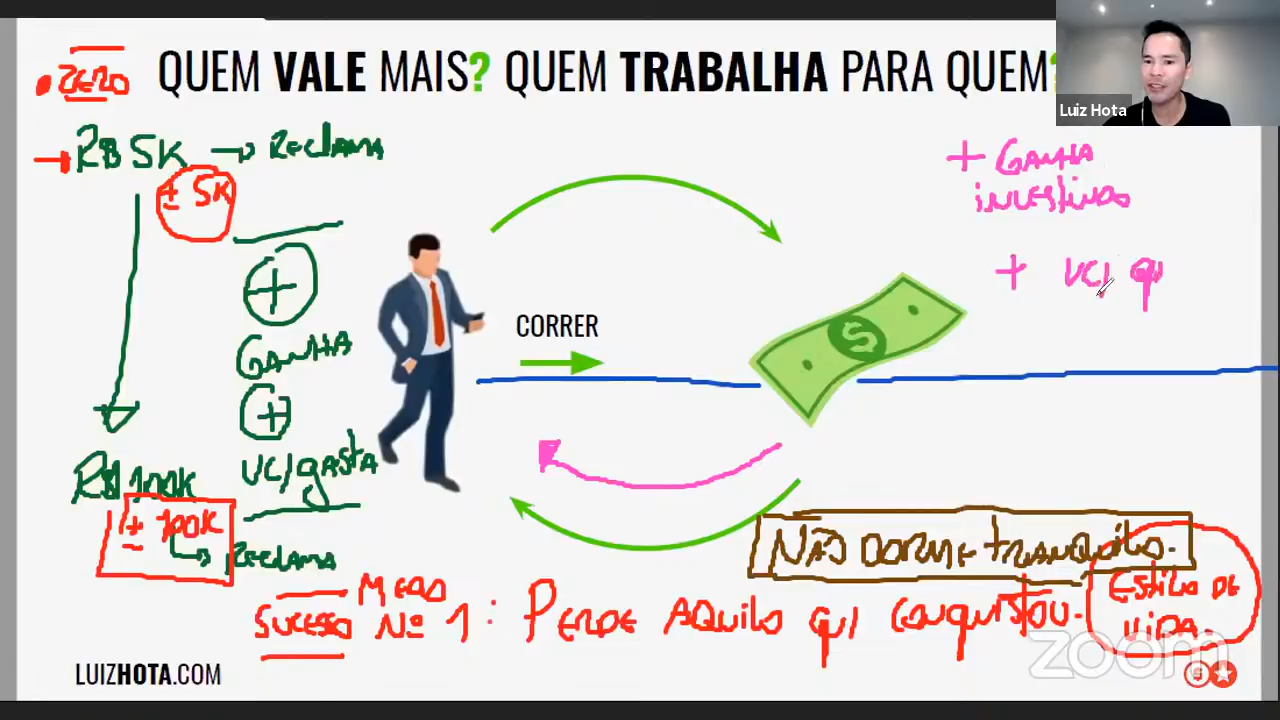 QUEM VALE MAIS? QUEM TRABALHA PARA QUEM?
Luiz Hota
ZERO
R$ 5K → RECLAMA
± 5K
+
GANHA
+
VC/ gasta
R$ 100K
± 100K
RECLAMA
CORRER
+ GANHA
iNVEStiNDO
+ VC/ q/
NÃO DORME tRANQUilo.
MEDO
SUCESSO Nº 1: PERDE AQUILO q/ CONQUISTOU.
EStilo DE
ViDA.
LUIZHOTA.COM
zoom